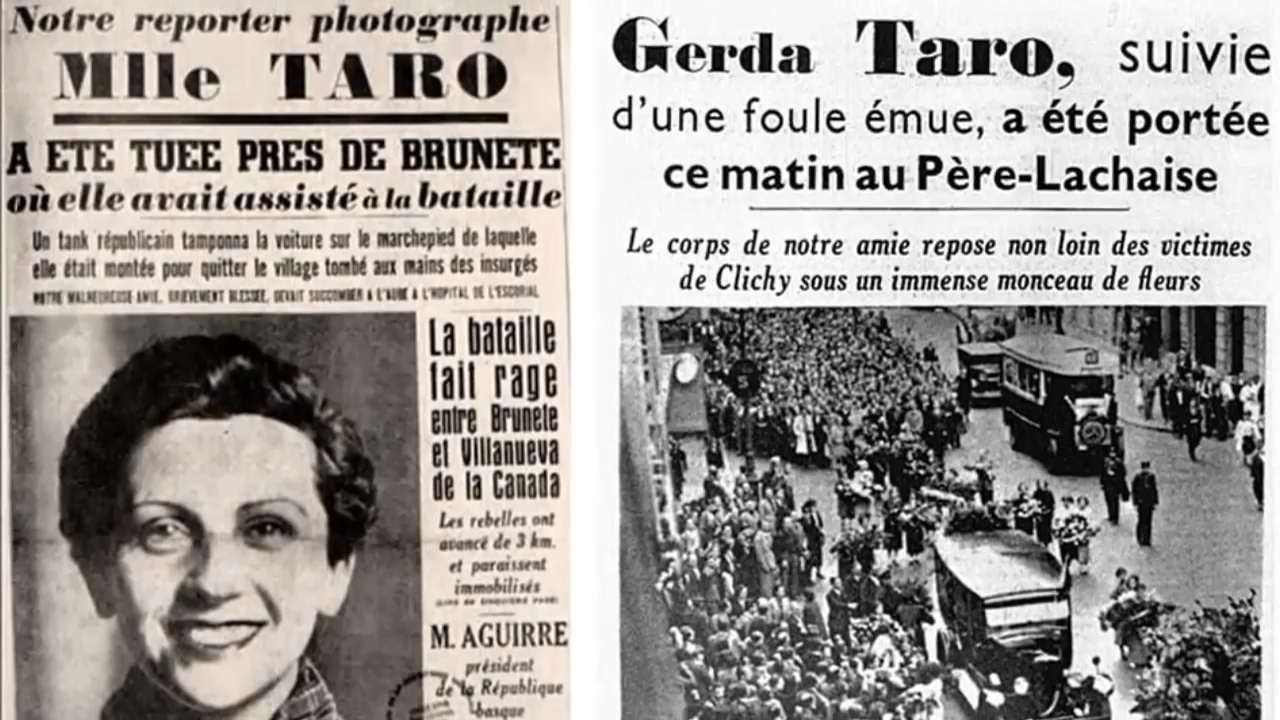 Notre reporter photographe
Mlle TARO
A ETE TUEE PRES DE BRUNETE
où elle avait assisté à la bataille
Un tank républicain tamponna la voiture sur le marchepied de laquelle
elle était montée pour quitter le village tombé aux mains des insurgés
NOTRE MALHEUREUSE AMIE, GRIEVEMENT BLESSEE, DEVAIT SUCCOMBER A L'AUBE A L'HOPITAL DE L'ESCORIAL
La bataille
fait rage
entre Brunete
et Villanueva
de la Canada
Les rebelles ont
avancé de 3 km.
et paraissent
immobilisés
M. AGUIRRE
président
de la République
basque
Gerda Taro, suivie
d'une foule émue, a été portée
ce matin au Père-Lachaise
Le corps de notre amie repose non loin des victimes
de Clichy sous un immense monceau de fleurs